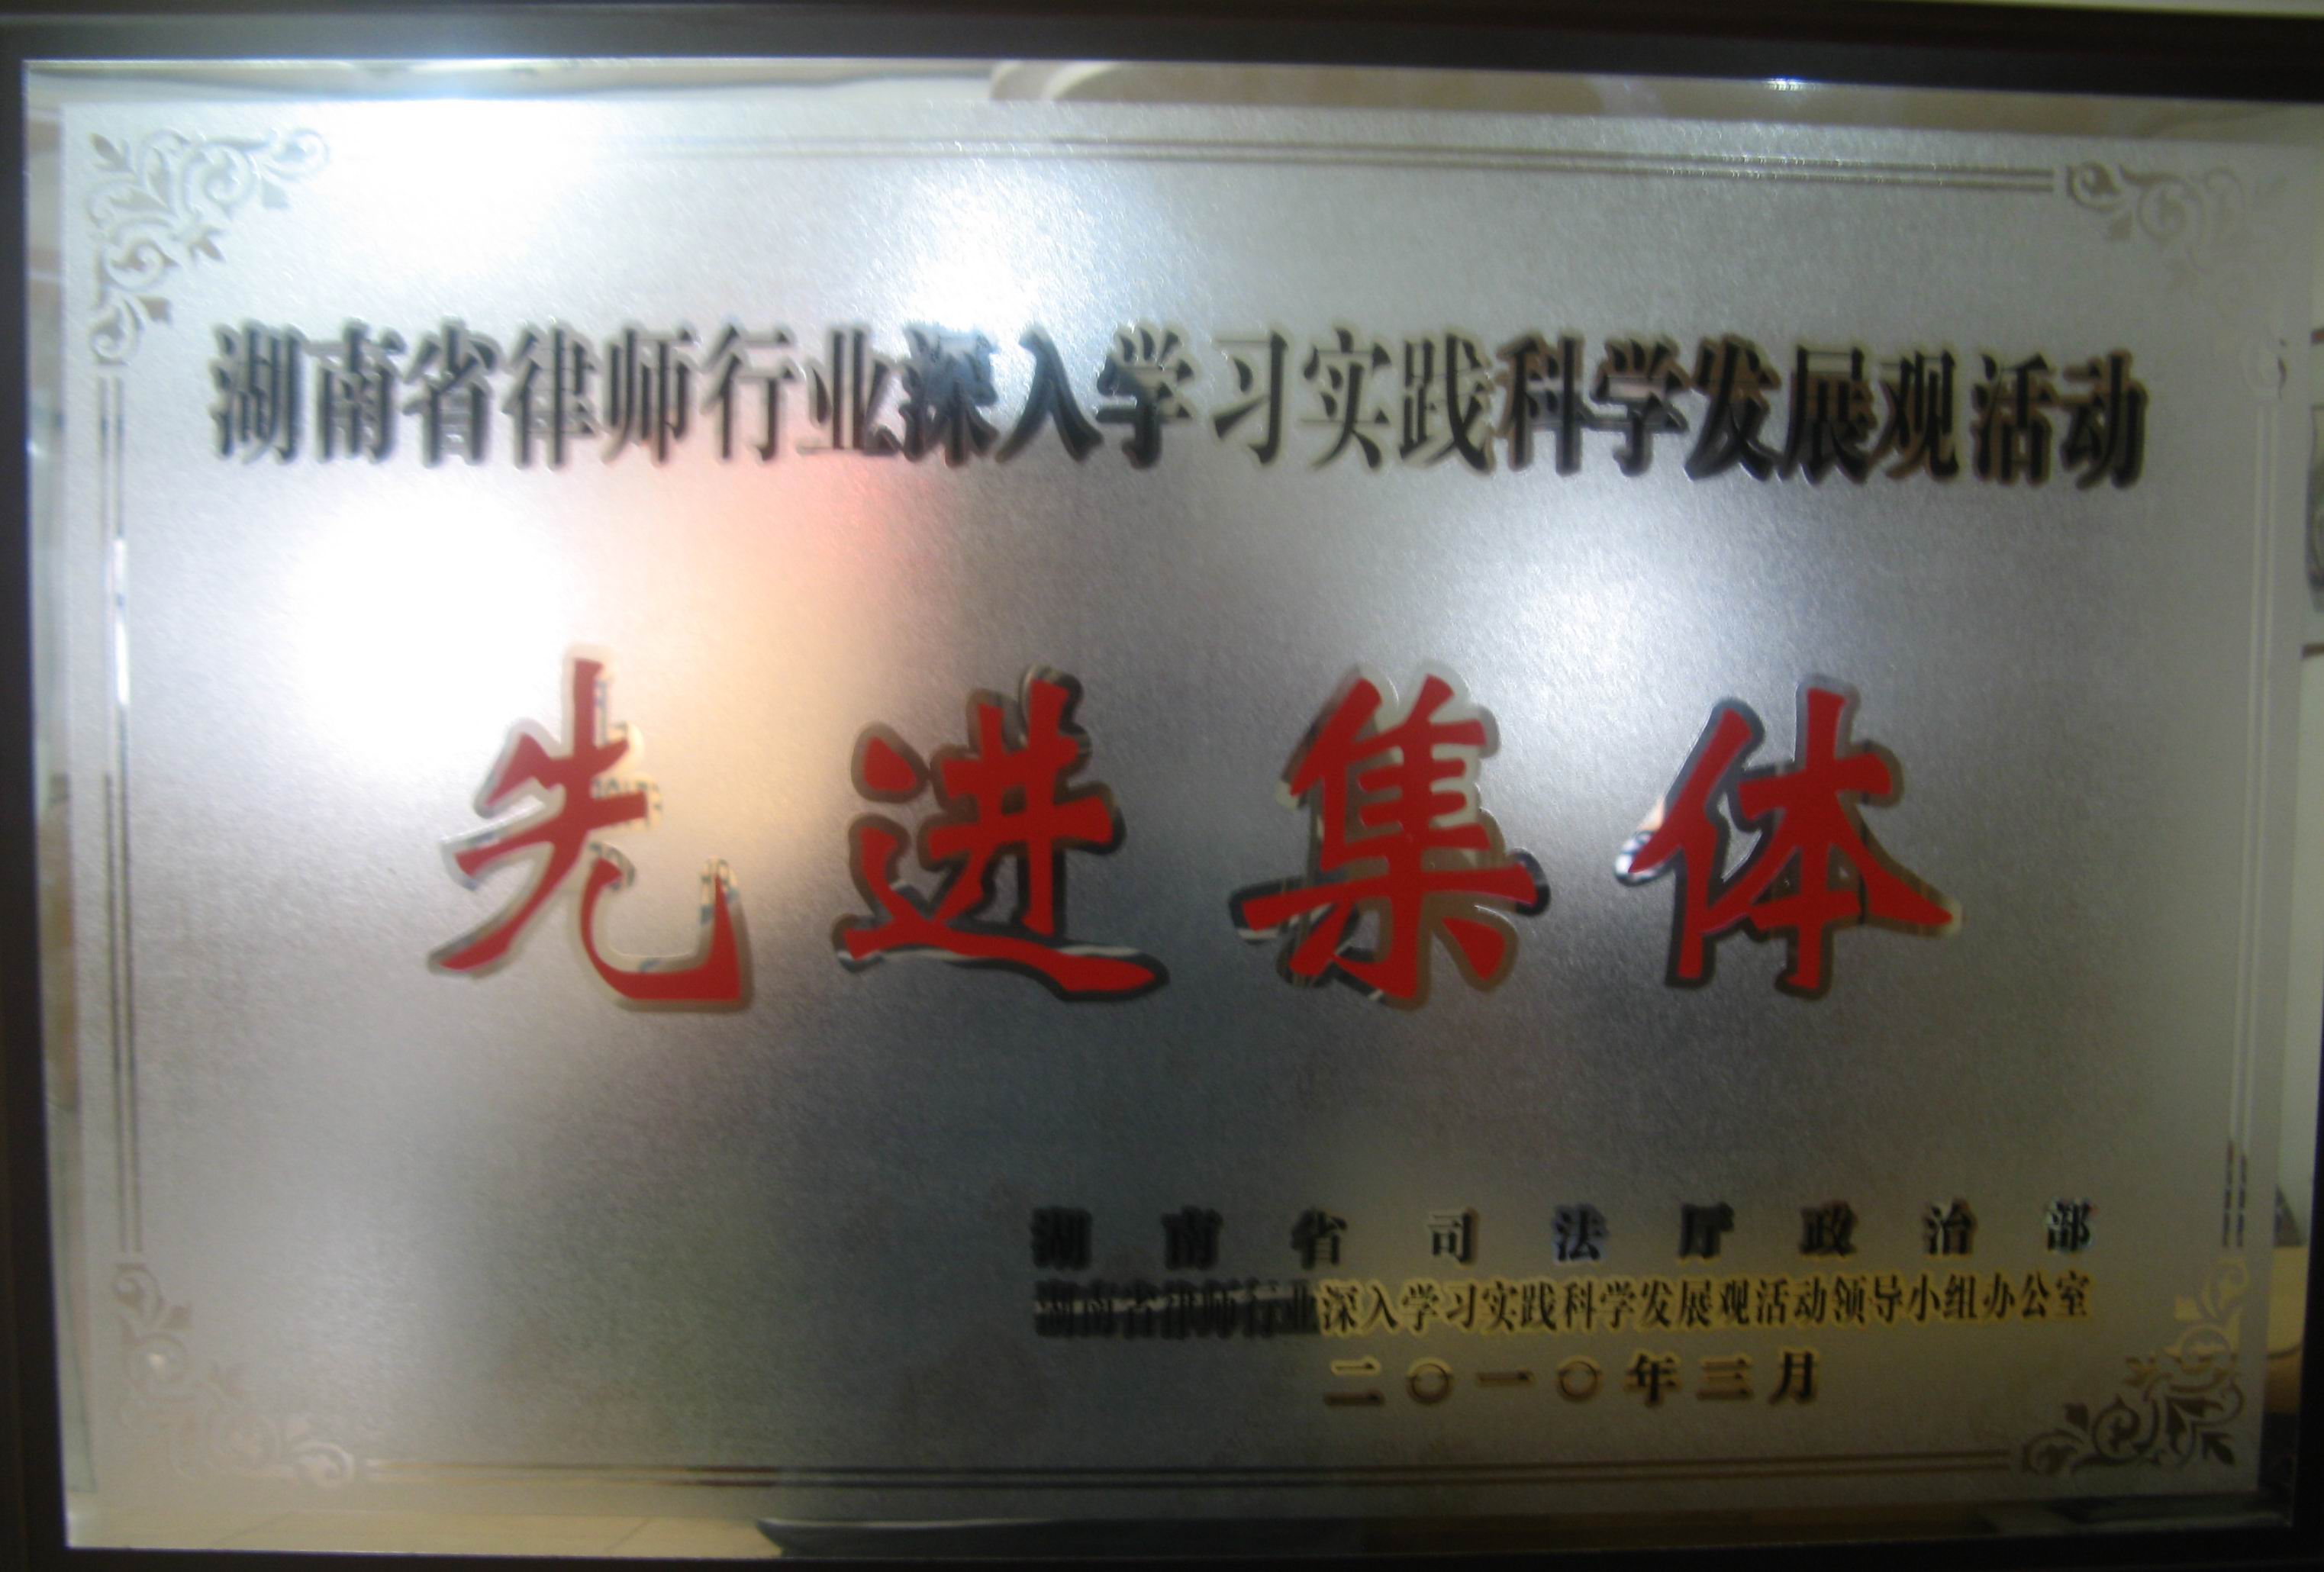 湖南省律师行业深入学习实践科学发展观活动
先进集体
湖南省司法厅政治部
湖南省律师行业深入学习实践科学发展观活动领导小组办公室
二〇一〇年三月